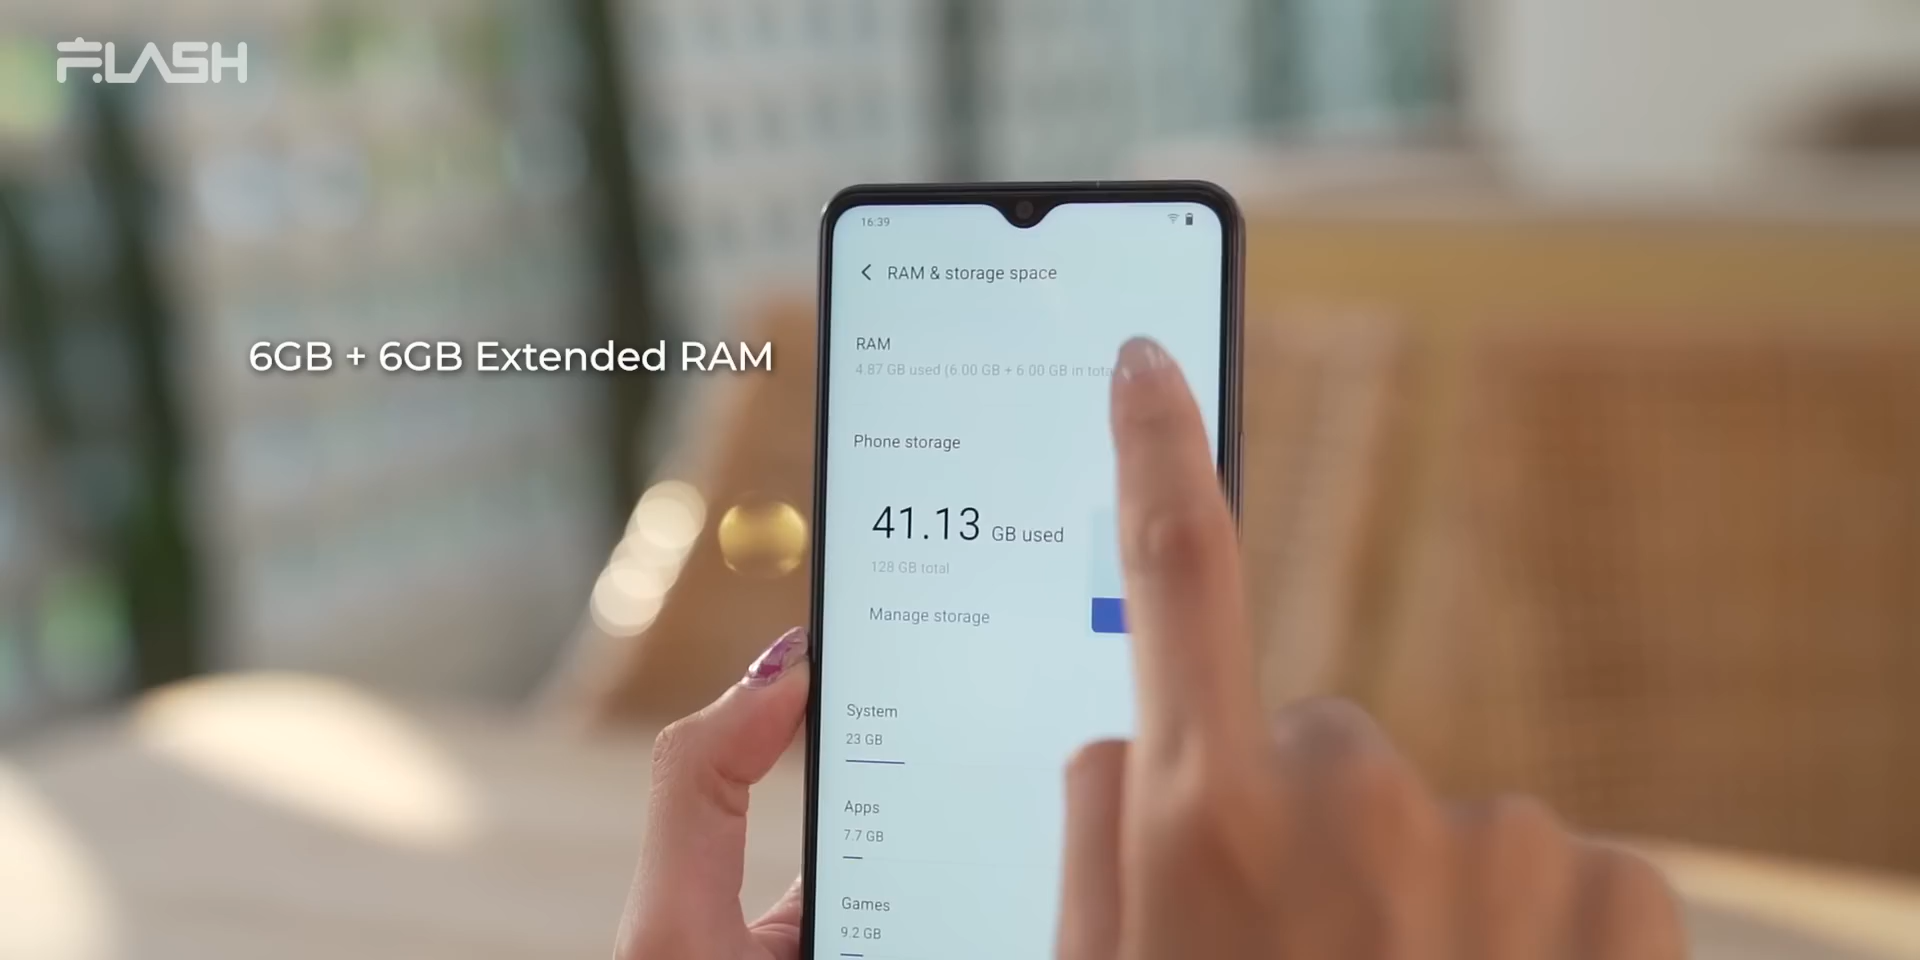 FLASH
6GB + 6GB Extended RAM
16:39
RAM & storage space
RAM
4.87 GB used (6.00 GB + 6.00 GB in
Phone storage
41.13 GB used
128 GB total
Manage storage
System
23 GB
Apps
7.7 GB
Games
9.2 GB